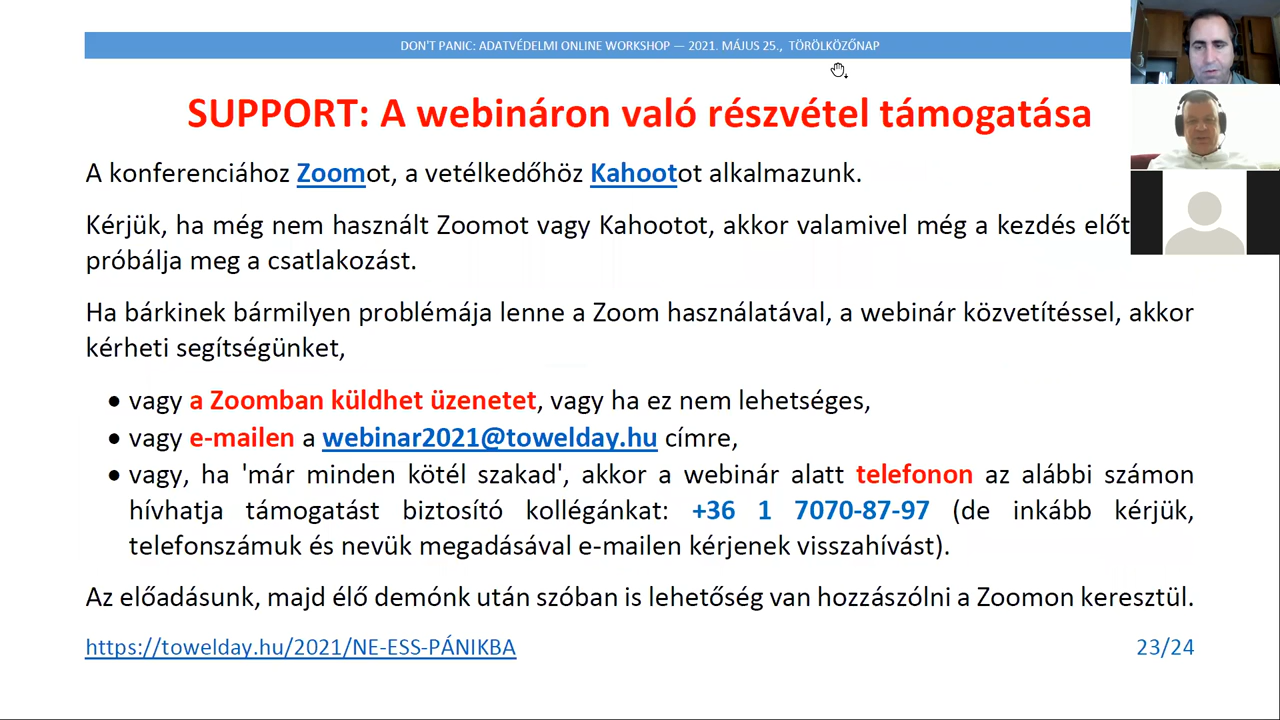 DON'T PANIC: ADATVÉDELMI ONLINE WORKSHOP — 2021. MÁJUS 25., TÖRÖLKÖZŐNAP
SUPPORT: A webináron való részvétel támogatása
A konferenciához Zoomot, a vetélkedőhöz Kahootot alkalmazunk.
Kérjük, ha még nem használt Zoomot vagy Kahootot, akkor valamivel még a kezdés előtt
próbálja meg a csatlakozást.
Ha bárkinek bármilyen problémája lenne a Zoom használatával, a webinár közvetítéssel, akkor
kérheti segítségünket,
• vagy a Zoomban küldhet üzenetet, vagy ha ez nem lehetséges,
• vagy e-mailen a webinar2021@towelday.hu címre,
• vagy, ha 'már minden kötél szakad', akkor a webinár alatt telefonon az alábbi számon
hívhatja támogatást biztosító kollégánkat: +36 1 7070-87-97 (de inkább kérjük,
telefonszámuk és nevük megadásával e-mailen kérjenek visszahívást).
Az előadásunk, majd élő demónk után szóban is lehetőség van hozzászólni a Zoomon keresztül.
https://towelday.hu/2021/NE-ESS-PÁNIKBA
23/24